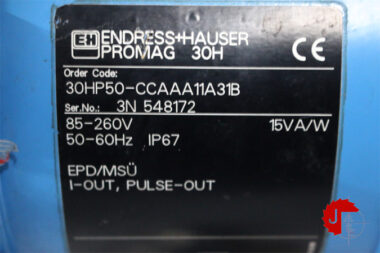 EH ENDRESS+HAUSER
PROMAG 30H
CE
Order Code:
30HP50-CCAAA11A31B
Ser.No.: 3N 548172
85-260V 15VA/W
50-60Hz IP67
EPD/MSÜ
I-OUT, PULSE-OUT